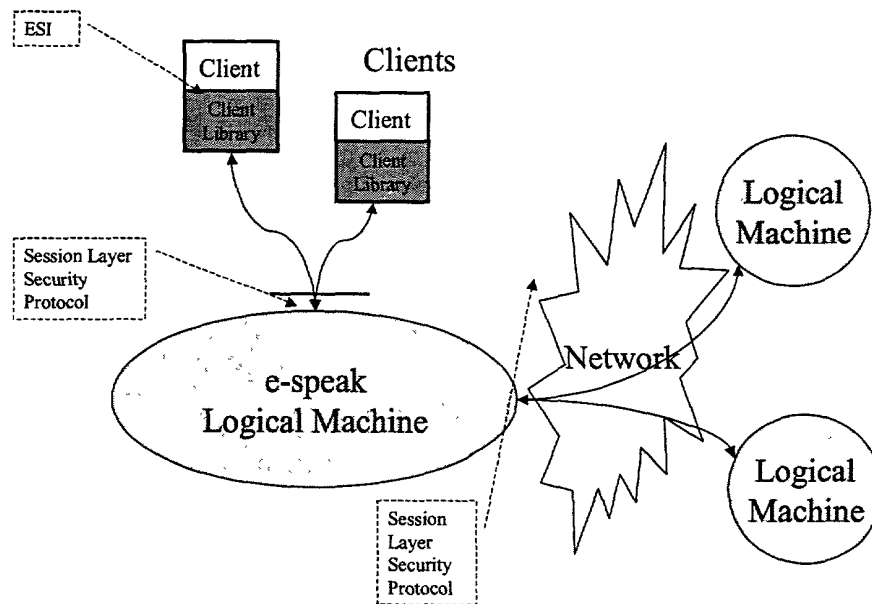 ESI
Client
Client
Library
Clients
Client
Client
Library
Logical
Machine
Session Layer
Security
Protocol
Network
e-speak
Logical Machine
Logical
Machine
Session
Layer
Security
Protocol